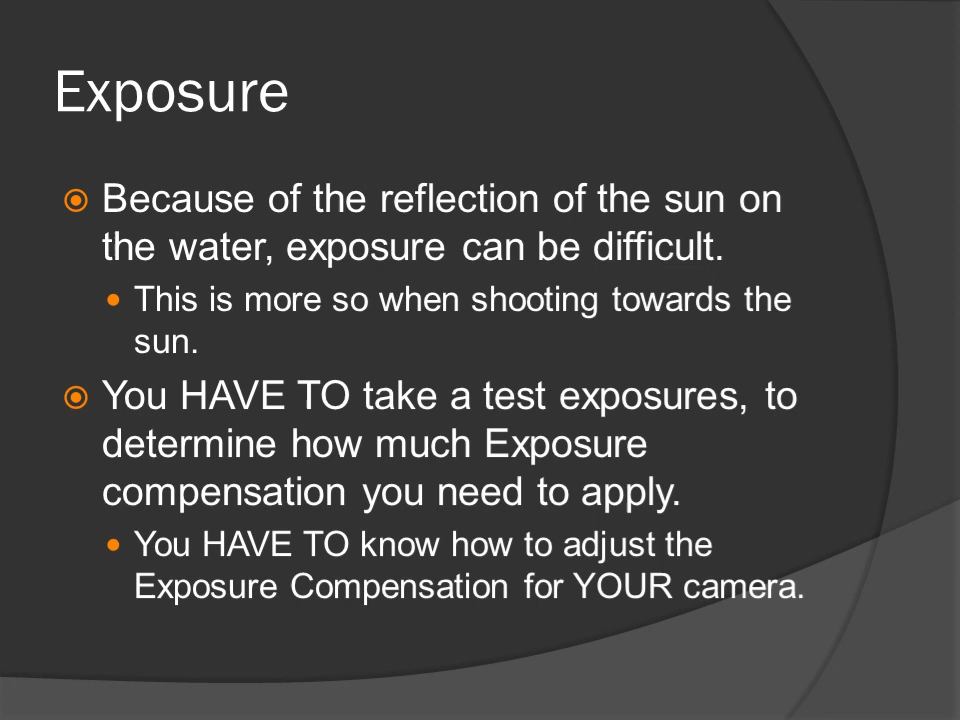 Exposure
Because of the reflection of the sun on
the water, exposure can be difficult.
This is more so when shooting towards the
sun.
You HAVE TO take a test exposures, to
determine how much Exposure
compensation you need to apply.
You HAVE TO know how to adjust the
Exposure Compensation for YOUR camera.